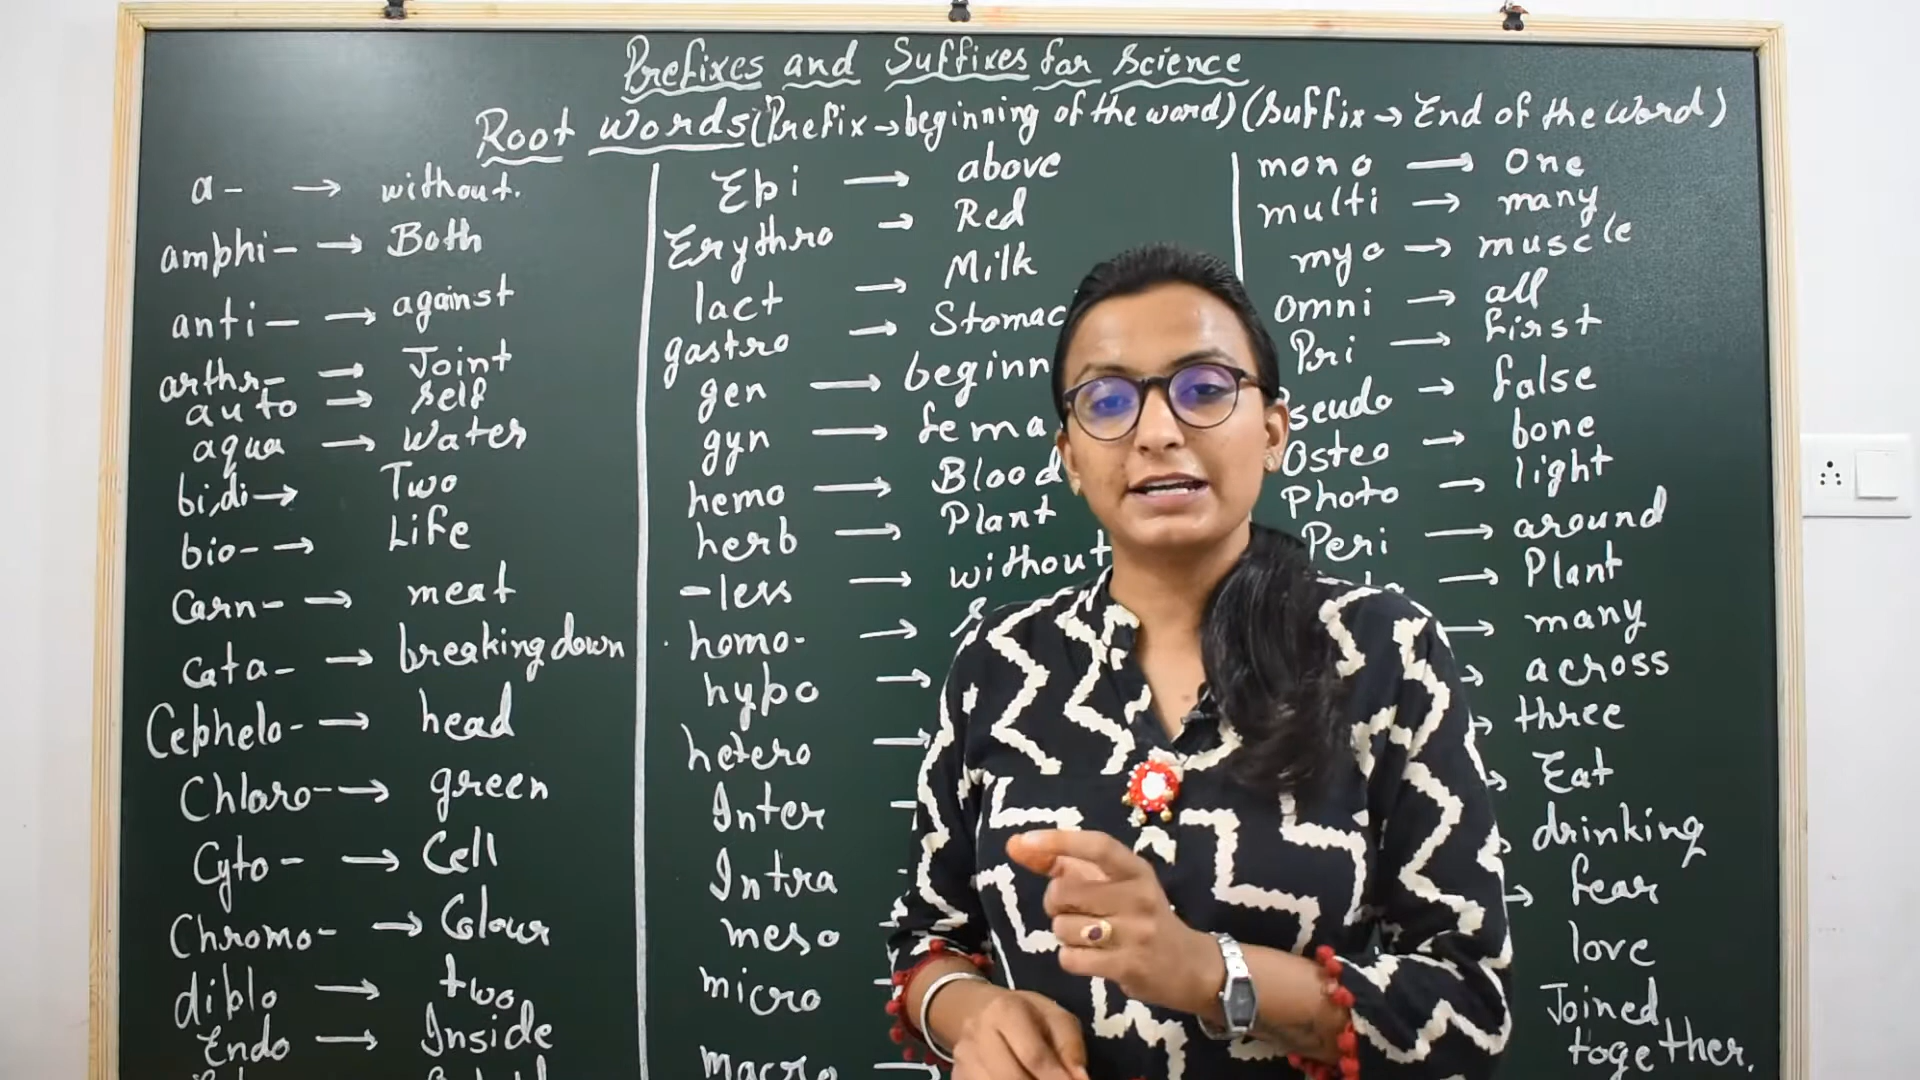 Prefixes and Suffixes for science
Root words (Prefix → beginning of the word) (Suffix → End of the word)
a- → without.
amphi- → Both
anti- → against
arthr- → Joint
auto → self
aqua → water
bi, di → Two
bio- → Life
Carn- → meat
Cata- → breaking down
Cephelo- → head
Chloro- → green
Cyto- → Cell
Chromo- → Colour
diplo → two
Endo → Inside
Epi → above
Erythro → Red
lact → Milk
gastro → Stomac
gen → beginn
gyn → fema
hemo → Blood
herb → Plant
-less → without
homo- →
hypo →
hetero →
Inter
Intra
meso
micro
macro →
mono → One
multi → many
myo → muscle
Omni → all
Pri → first
seudo → false
Osteo → bone
Photo → light
Peri → around
→ Plant
→ many
→ across
→ three
→ Eat
→ drinking
→ fear
love
Joined
together.